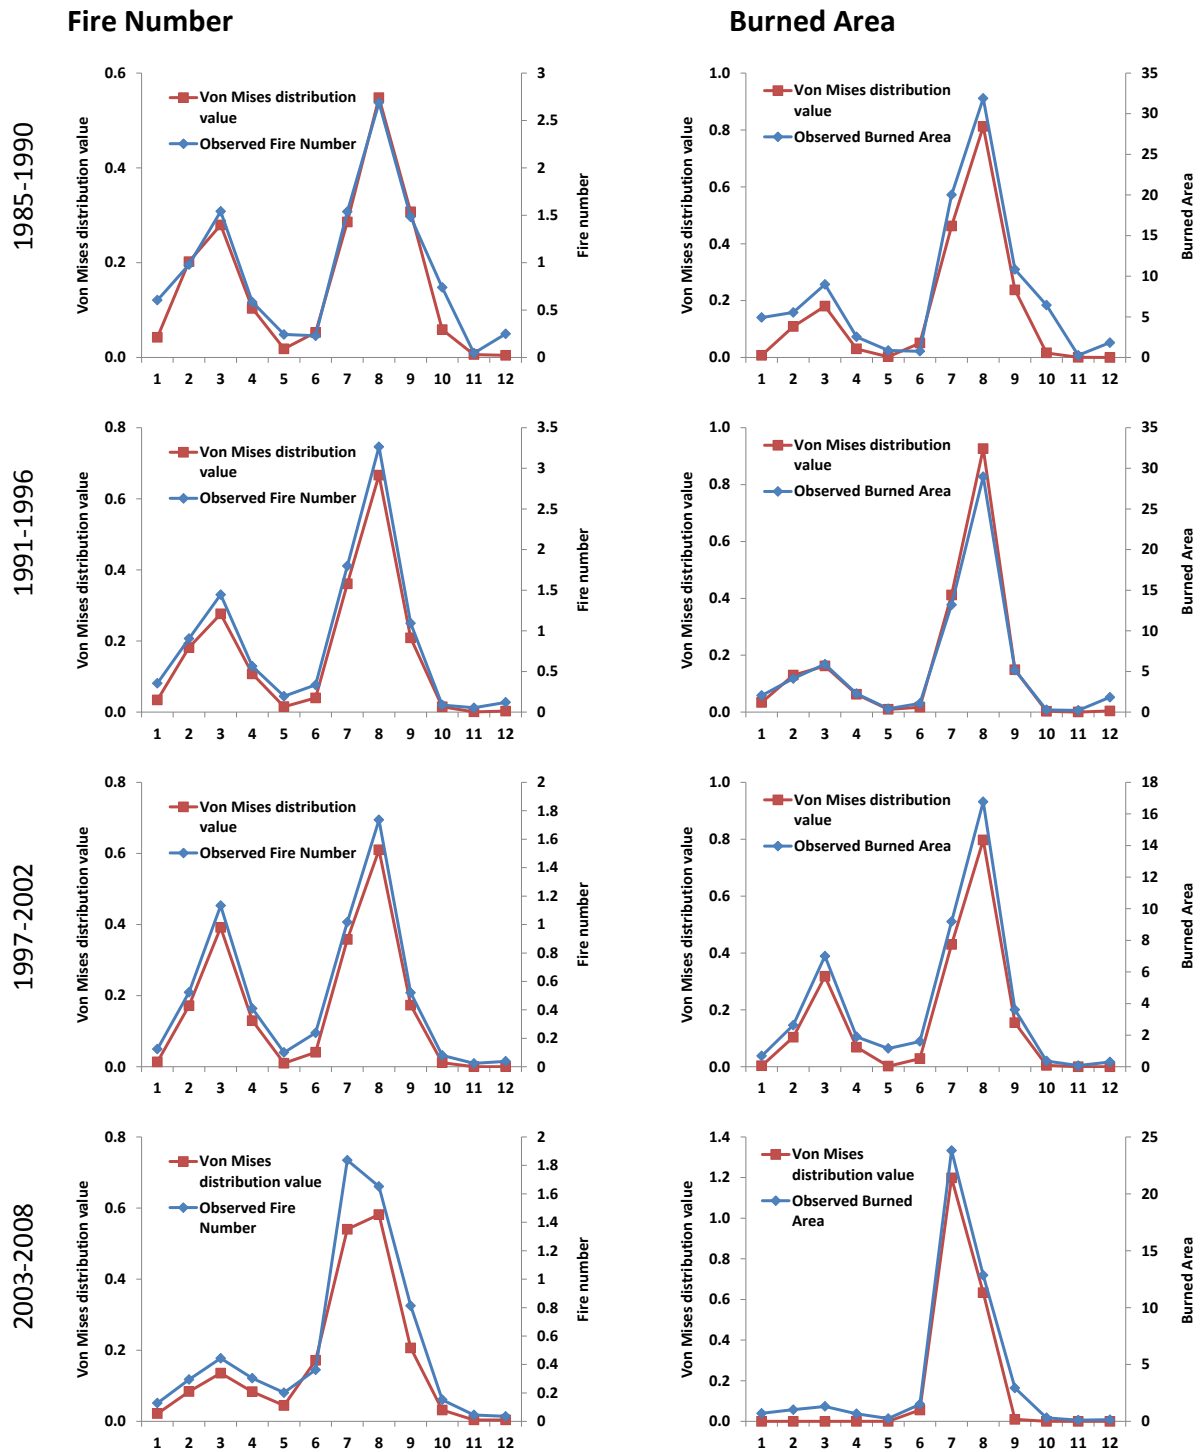 Fire Number
Burned Area
1985-1990
Von Mises distribution value
0.6
0.4
0.2
0.0
Von Mises distribution
value
Observed Fire Number
3
2.5
2
1.5
1
0.5
0
Fire number
1 2 3 4 5 6 7 8 9 10 11 12
Von Mises distribution value
1.0
0.8
0.6
0.4
0.2
0.0
Von Mises distribution
value
Observed Burned Area
35
30
25
20
15
10
5
0
Burned Area
1 2 3 4 5 6 7 8 9 10 11 12
1991-1996
Von Mises distribution value
0.8
0.6
0.4
0.2
0.0
Von Mises distribution
value
Observed Fire Number
3.5
3
2.5
2
1.5
1
0.5
0
Fire number
1 2 3 4 5 6 7 8 9 10 11 12
Von Mises distribution value
1.0
0.8
0.6
0.4
0.2
0.0
Von Mises distribution
value
Observed Burned Area
35
30
25
20
15
10
5
0
Burned Area
1 2 3 4 5 6 7 8 9 10 11 12
1997-2002
Von Mises distribution value
0.8
0.6
0.4
0.2
0.0
Von Mises distribution
value
Observed Fire Number
2
1.8
1.6
1.4
1.2
1
0.8
0.6
0.4
0.2
0
Fire number
1 2 3 4 5 6 7 8 9 10 11 12
Von Mises distribution value
1.0
0.8
0.6
0.4
0.2
0.0
Von Mises distribution
value
Observed Burned Area
18
16
14
12
10
8
6
4
2
0
Burned Area
1 2 3 4 5 6 7 8 9 10 11 12
2003-2008
Von Mises distribution value
0.8
0.6
0.4
0.2
0.0
Von Mises
distribution value
Observed Fire
Number
2
1.8
1.6
1.4
1.2
1
0.8
0.6
0.4
0.2
0
Fire number
1 2 3 4 5 6 7 8 9 10 11 12
Von Mises distribution value
1.4
1.2
1.0
0.8
0.6
0.4
0.2
0.0
Von Mises
distribution value
Observed Burned
Area
25
20
15
10
5
0
Burned Area
1 2 3 4 5 6 7 8 9 10 11 12